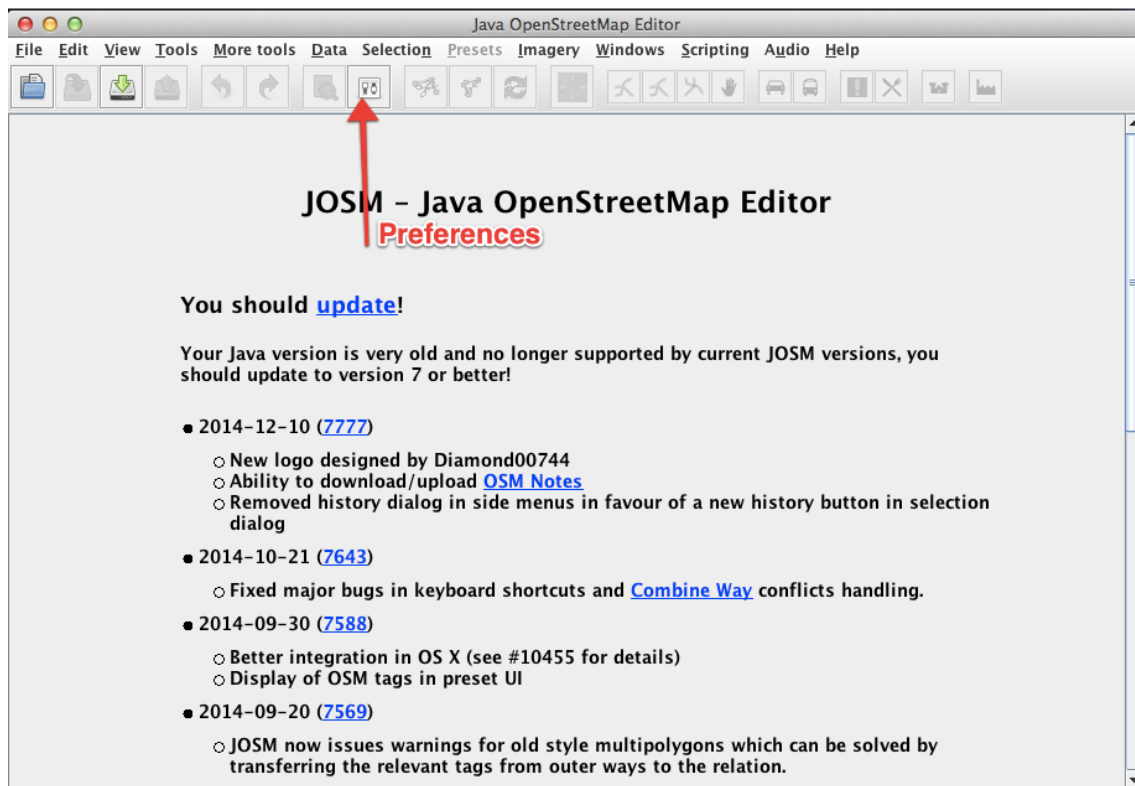 Java OpenStreetMap Editor
File Edit View Tools More tools Data Selection Presets Imagery Windows Scripting Audio Help
JOSM – Java OpenStreetMap Editor
Preferences
You should update!
Your Java version is very old and no longer supported by current JOSM versions, you
should update to version 7 or better!
2014-12-10 (7777)
New logo designed by Diamond00744
Ability to download/upload OSM Notes
Removed history dialog in side menus in favour of a new history button in selection
dialog
2014-10-21 (7643)
Fixed major bugs in keyboard shortcuts and Combine Way conflicts handling.
2014-09-30 (7588)
Better integration in OS X (see #10455 for details)
Display of OSM tags in preset UI
2014-09-20 (7569)
JOSM now issues warnings for old style multipolygons which can be solved by
transferring the relevant tags from outer ways to the relation.